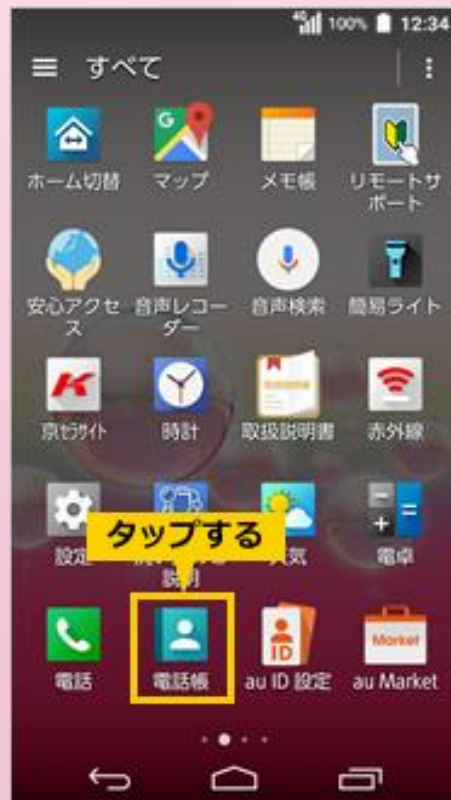 4G 100% 12:34
すべて
G
ホーム切替 マップ メモ帳 リモートサ
ポート
安心アクセ 音声レコー 音声検索 簡易ライト
ス ダー
京セラサイト 時計 取扱説明書 赤外線
タップする
設定 天気 電卓
説明
ID Market
電話 電話帳 au ID 設定 au Market